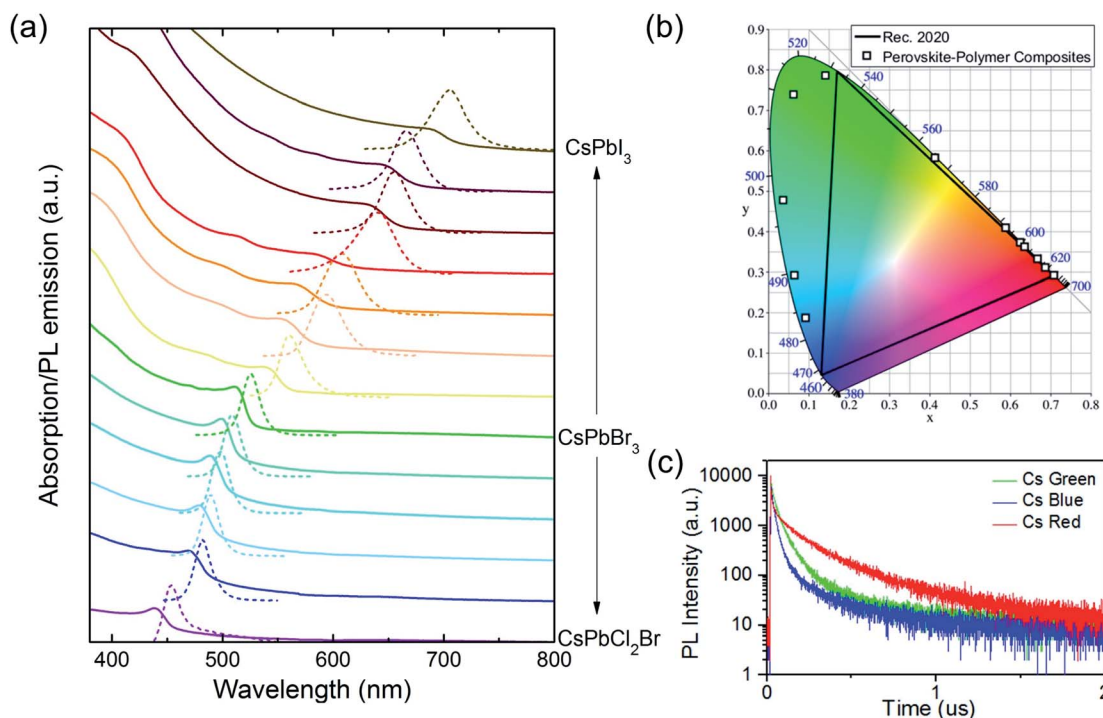 (a)
Absorption/PL emission (a.u.)
CsPbI3
CsPbBr3
CsPbCl2Br
400
500
600
700
800
Wavelength (nm)
(b)
Rec. 2020
Perovskite-Polymer Composites
0.9
0.8
0.7
0.6
0.5
0.4
0.3
0.2
0.1
0.0
y
520
540
560
500
580
600
620
490
700
480
470
460
380
0.0
0.1
0.2
0.3
0.4
0.5
0.6
0.7
0.8
x
(c)
PL Intensity (a.u.)
10000
1000
100
10
1
Cs Green
Cs Blue
Cs Red
0
1
2
Time (us)